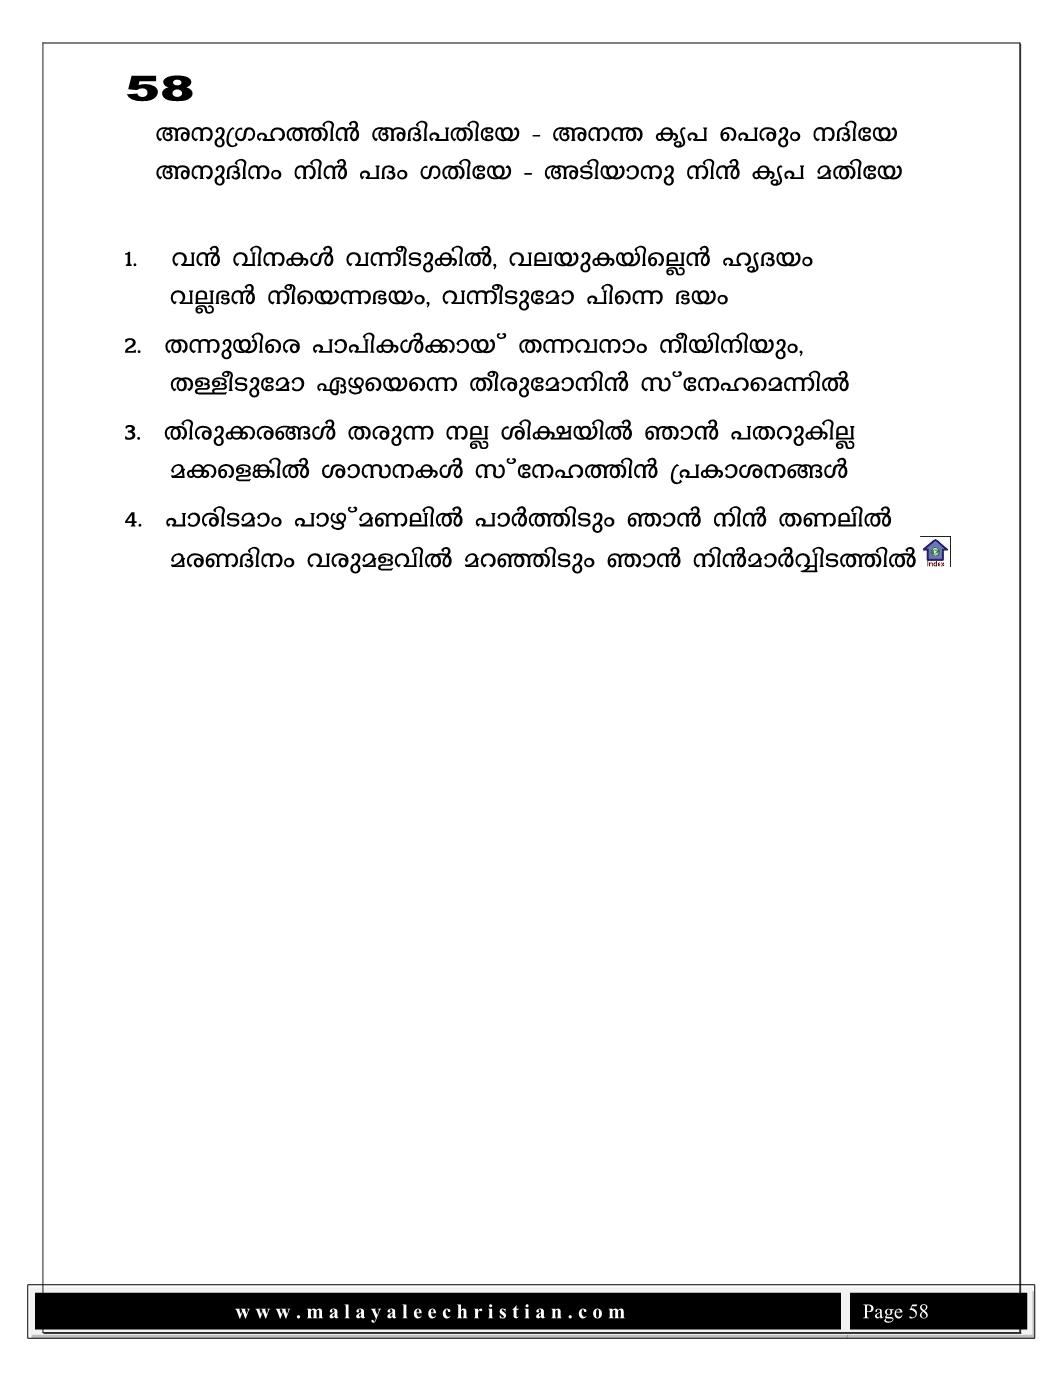 58
അനുഗ്രഹത്തിൻ അദിപതിയേ - അനന്ത കൃപ പെരും നദിയേ
അനുദിനം നിൻ പദം ഗതിയേ - അടിയാനു നിൻ കൃപ മതിയേ
1. വൻ വിനകൾ വന്നീടുകിൽ, വലയുകയില്ലെൻ ഹൃദയം
വല്ലഭൻ നീയെന്നഭയം, വന്നീടുമോ പിന്നെ ഭയം
2. തന്നുയിരെ പാപികൾക്കായ് തന്നവനാം നീയിനിയും,
തള്ളീടുമോ ഏഴയെന്നെ തീരുമോനിൻ സ്നേഹമെന്നിൽ
3. തിരുക്കരങ്ങൾ തരുന്ന നല്ല ശിക്ഷയിൽ ഞാൻ പതറുകില്ല
മക്കളെങ്കിൽ ശാസനകൾ സ്നേഹത്തിൻ പ്രകാശനങ്ങൾ
4. പാരിടമാം പാഴ്മണലിൽ പാർത്തിടും ഞാൻ നിൻ തണലിൽ
മരണദിനം വരുമളവിൽ മറഞ്ഞിടും ഞാൻ നിൻമാർവ്വിടത്തിൽ
index
www.malayaleechristian.com
Page 58